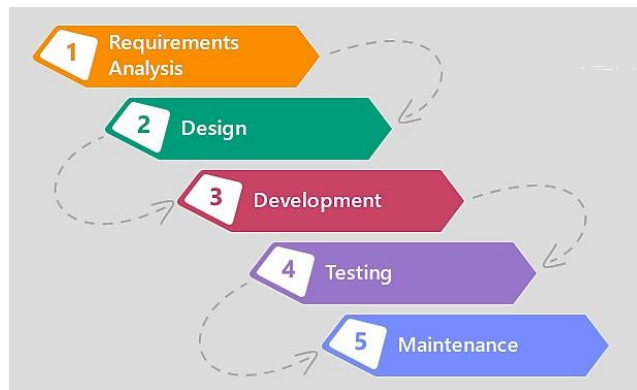 1
Requirements
Analysis
2
Design
3
Development
4
Testing
5
Maintenance